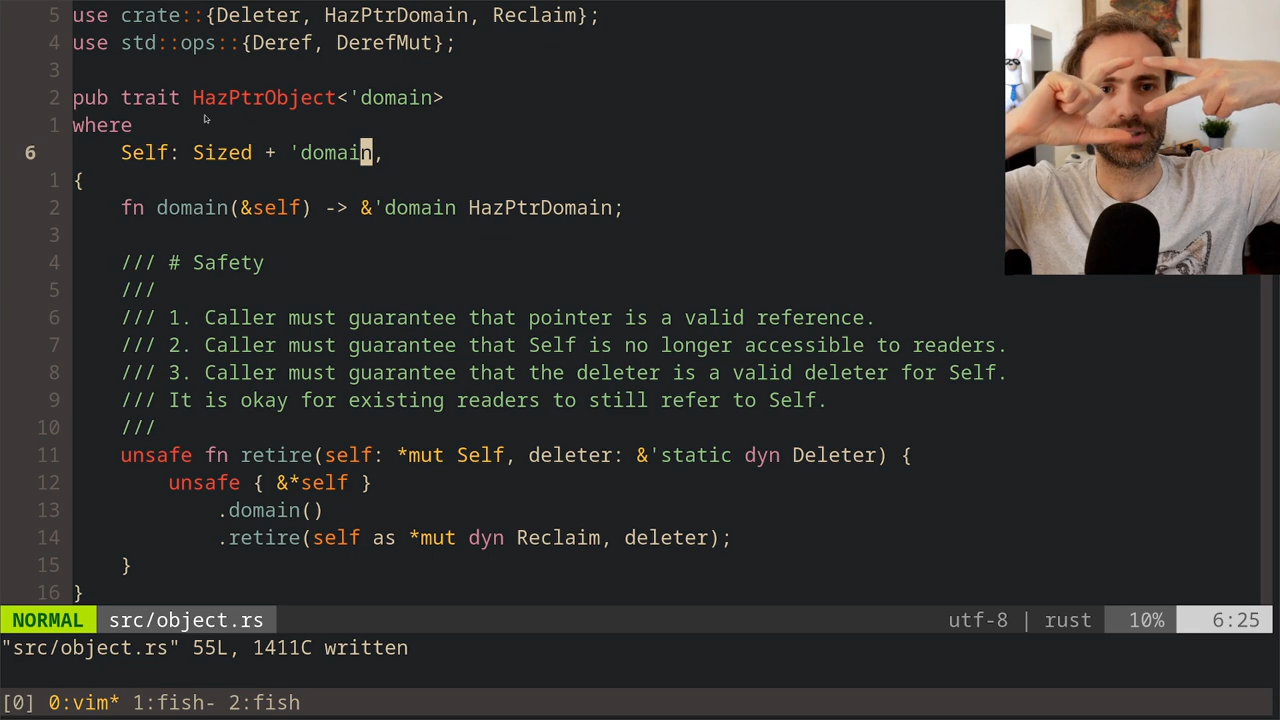 5 use crate::{Deleter, HazPtrDomain, Reclaim};
4 use std::ops::{Deref, DerefMut};
3
2 pub trait HazPtrObject<'domain>
1 where
6     Self: Sized + 'domain,
1 {
2     fn domain(&self) -> &'domain HazPtrDomain;
3
4     /// # Safety
5     ///
6     /// 1. Caller must guarantee that pointer is a valid reference.
7     /// 2. Caller must guarantee that Self is no longer accessible to readers.
8     /// 3. Caller must guarantee that the deleter is a valid deleter for Self.
9     /// It is okay for existing readers to still refer to Self.
10     ///
11     unsafe fn retire(self: *mut Self, deleter: &'static dyn Deleter) {
12         unsafe { &*self }
13             .domain()
14             .retire(self as *mut dyn Reclaim, deleter);
15     }
16 }
NORMAL src/object.rs utf-8 | rust 10% 6:25
"src/object.rs" 55L, 1411C written
[0] 0:vim* 1:fish- 2:fish